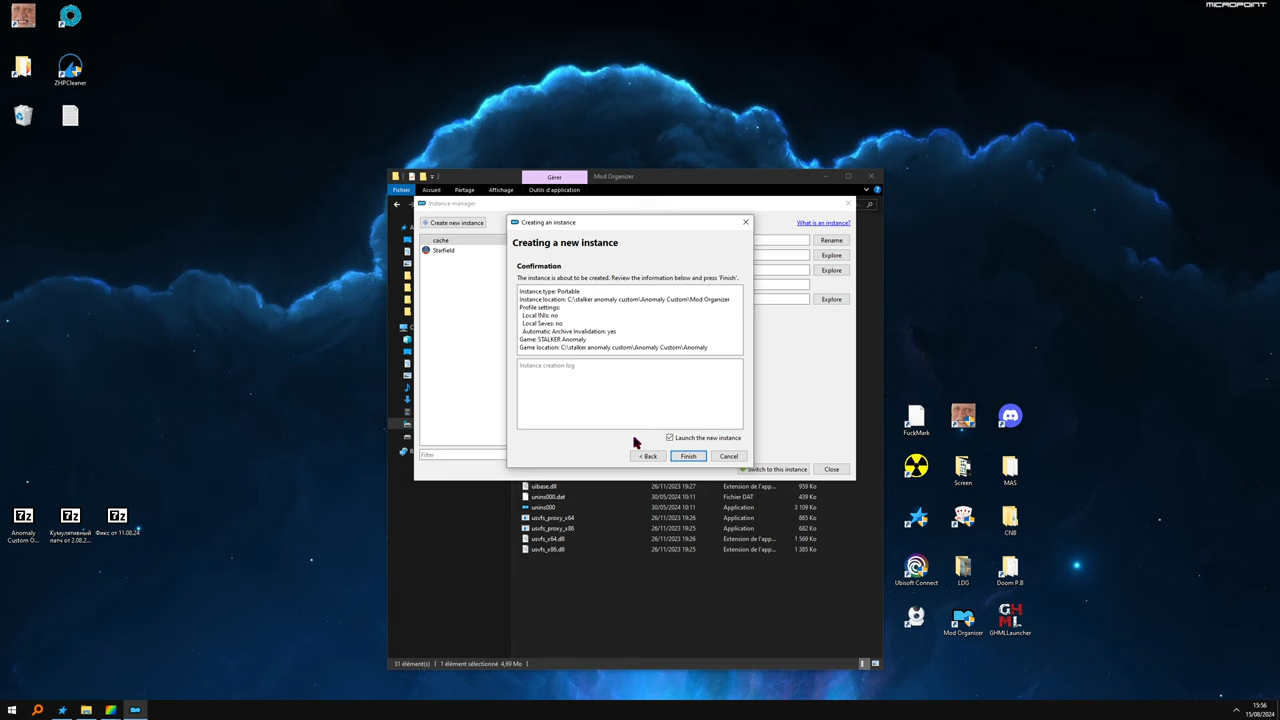 MICROPOINT
ZHPCleaner
Gérer
Mod Organizer
Fichier
Accueil
Partage
Affichage
Outils d'application
Instance manager
Create new instance
What is an instance?
cache
Starfield
Rename
Explore
Explore
Explore
Filter
Switch to this instance
Close
Creating an instance
Creating a new instance
Confirmation
The instance is about to be created. Review the information below and press 'Finish'.
Instance type: Portable
Instance location: C:\stalker anomaly custom\Anomaly Custom\Mod Organizer
Profile settings:
Local INIs: no
Local Saves: no
Automatic Archive Invalidation: yes
Game: STALKER Anomaly
Game location: C:\stalker anomaly custom\Anomaly Custom\Anomaly
Instance creation log
Launch the new instance
< Back
Finish
Cancel
uibase.dll 26/11/2023 19:27 Extension de l'app... 959 Ko
unins000.dat 30/05/2024 10:11 Fichier DAT 439 Ko
unins000 30/05/2024 10:11 Application 3 109 Ko
usvfs_proxy_x64 26/11/2023 19:26 Application 865 Ko
usvfs_proxy_x86 26/11/2023 19:25 Application 682 Ko
usvfs_x64.dll 26/11/2023 19:26 Extension de l'app... 1 569 Ko
usvfs_x86.dll 26/11/2023 19:25 Extension de l'app... 1 385 Ko
31 élément(s)
1 élément sélectionné 4,69 Mo
7z
7z
7z
Anomaly Custom O...
Кумулятивный патч от 2.08.2...
Фикс от 11.08.24
FuckMark
Screen
MAS
CNB
Ubisoft Connect
LDG
Doom P.B
Mod Organizer
GHML
GHMLLauncher
15:56
15/08/2024